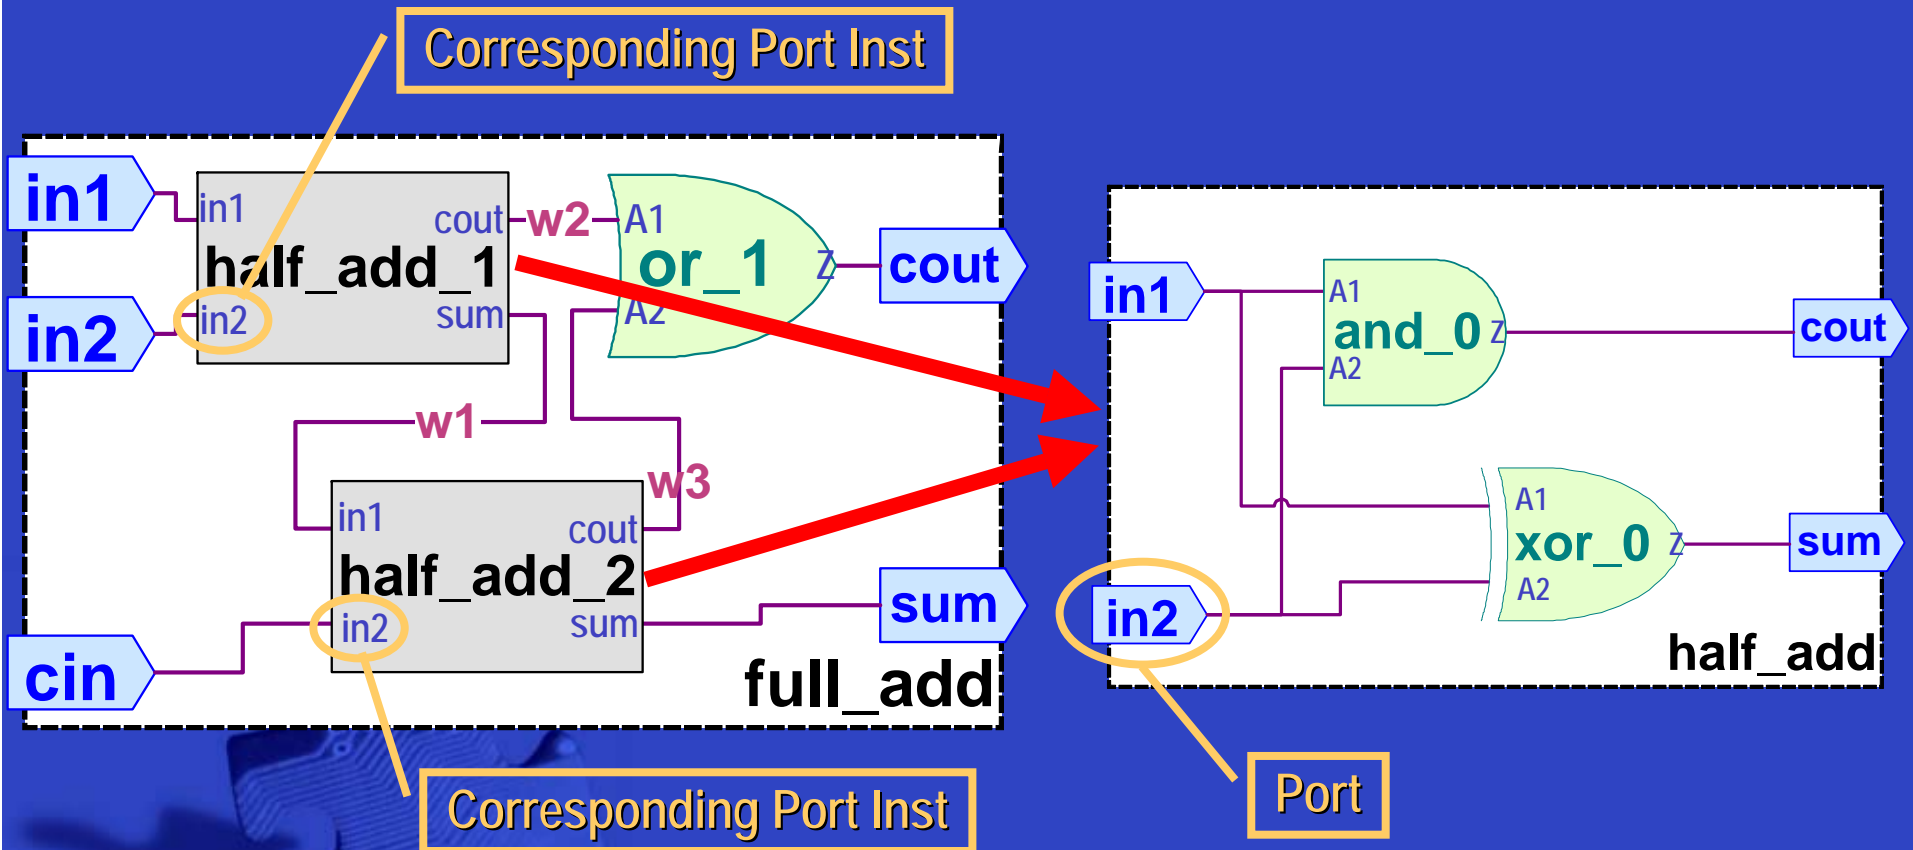 Corresponding Port Inst
in1
in2
cin
in1
cout
half_add_1
in2
sum
w2
A1
or_1
Z
A2
cout
w1
w3
in1
cout
half_add_2
in2
sum
sum
full_add
in1
in2
A1
and_0
Z
A2
cout
A1
xor_0
Z
A2
sum
half_add
Corresponding Port Inst
Port